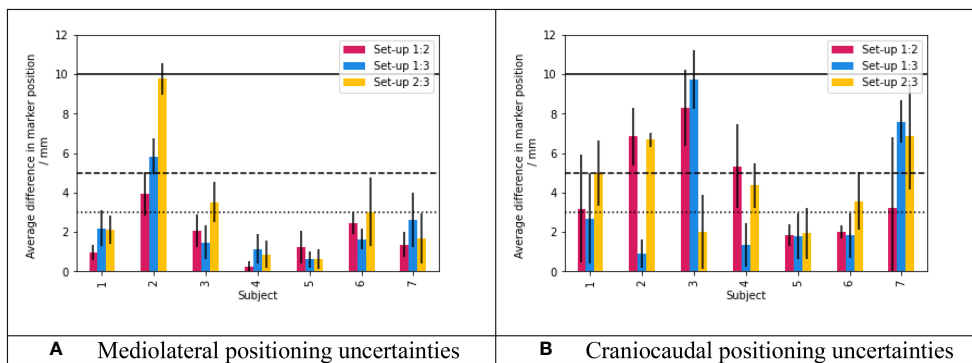 12
10
8
6
4
2
0
Average difference in marker position
/ mm
Set-up 1:2
Set-up 1:3
Set-up 2:3
1
2
3
4
5
6
7
Subject
12
10
8
6
4
2
0
Average difference in marker position
/ mm
Set-up 1:2
Set-up 1:3
Set-up 2:3
1
2
3
4
5
6
7
Subject
A Mediolateral positioning uncertainties
B Craniocaudal positioning uncertainties